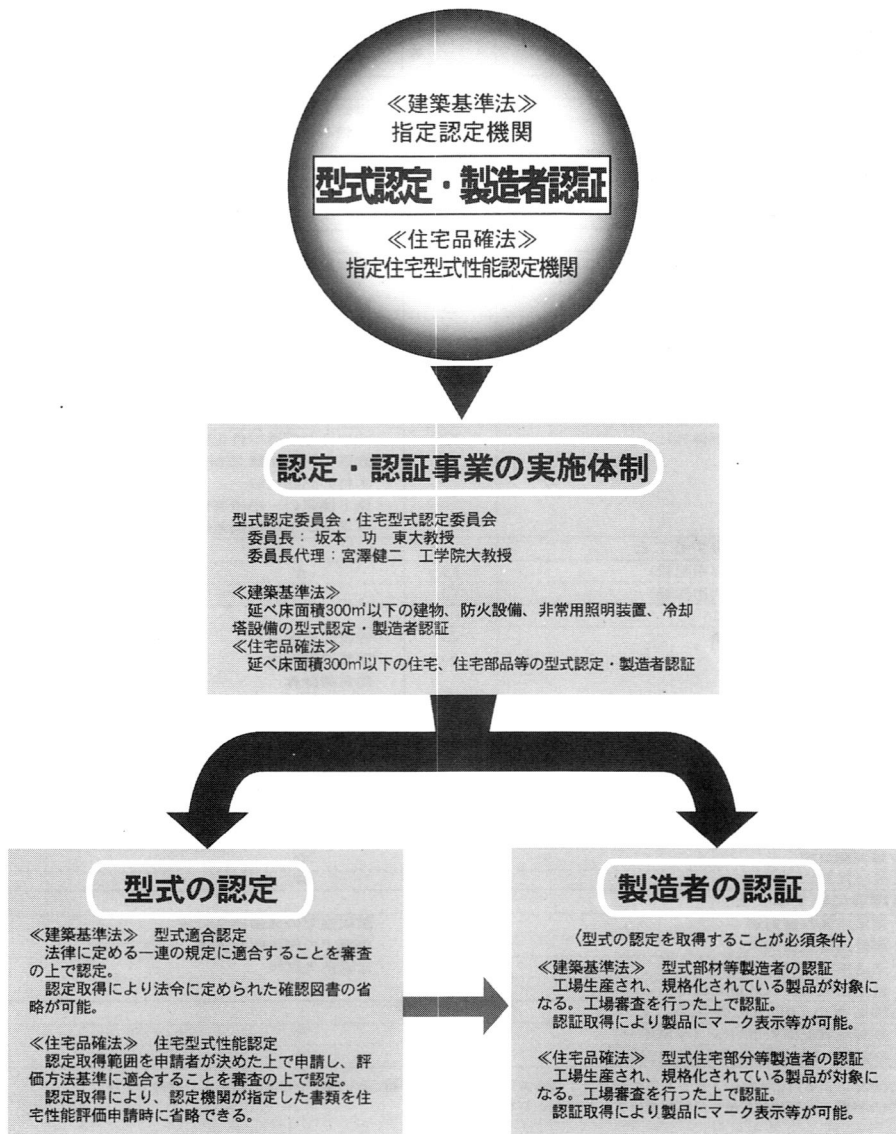 ≪建築基準法≫
指定認定機関
型式認定・製造者認証
≪住宅品確法≫
指定住宅型式性能認定機関
認定・認証事業の実施体制
型式認定委員会・住宅型式認定委員会
委員長： 坂本　功　東大教授
委員長代理：宮澤健二　工学院大教授
≪建築基準法≫
延べ床面積300㎡以下の建物、防火設備、非常用照明装置、冷却
塔設備の型式認定・製造者認証
≪住宅品確法≫
延べ床面積300㎡以下の住宅、住宅部品等の型式認定・製造者認証
型式の認定
≪建築基準法≫　型式適合認定
法律に定める一連の規定に適合することを審査
の上で認定。
認定取得により法令に定められた確認図書の省
略が可能。
≪住宅品確法≫　住宅型式性能認定
認定取得範囲を申請者が決めた上で申請し、評
価方法基準に適合することを審査の上で認定。
認定取得により、認定機関が指定した書類を住
宅性能評価申請時に省略できる。
製造者の認証
〈型式の認定を取得することが必須条件〉
≪建築基準法≫　型式部材等製造者の認証
工場生産され、規格化されている製品が対象に
なる。工場審査を行った上で認証。
認証取得により製品にマーク表示等が可能。
≪住宅品確法≫　型式住宅部分等製造者の認証
工場生産され、規格化されている製品が対象に
なる。工場審査を行った上で認証。
認証取得により製品にマーク表示等が可能。